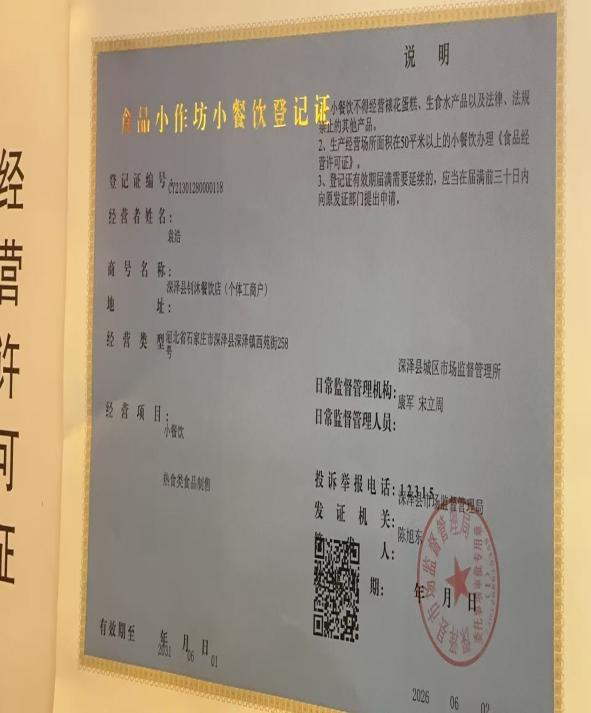 经营许可证
食品小作坊小餐饮登记证
登记证编号：
CY21301280000118
经营者姓名：
袁浩
商号名称：
深泽县钊沐餐饮店（个体工商户）
地址：
经营类型
河北省石家庄市深泽县深泽镇西苑街258
号
经营项目：
小餐饮
热食类食品制售
有效期至 年 月 日
2031 06 01
说 明
小餐饮不得经营裱花蛋糕、生食水产品以及法律、法规
禁止的其他产品。
2、生产经营场所面积在50平米以上的小餐饮办理《食品经
营许可证》。
3、登记证有效期届满需要延续的，应当在届满前三十日内
向原发证部门提出申请。
深泽县城区市场监督管理所
日常监督管理机构：
康军 宋立周
日常监督管理人员：
投诉举报电话：12315
深泽县市场监督管理局
发证机关：
陈旭东
人：
期： 年 月 日
2026 06 02